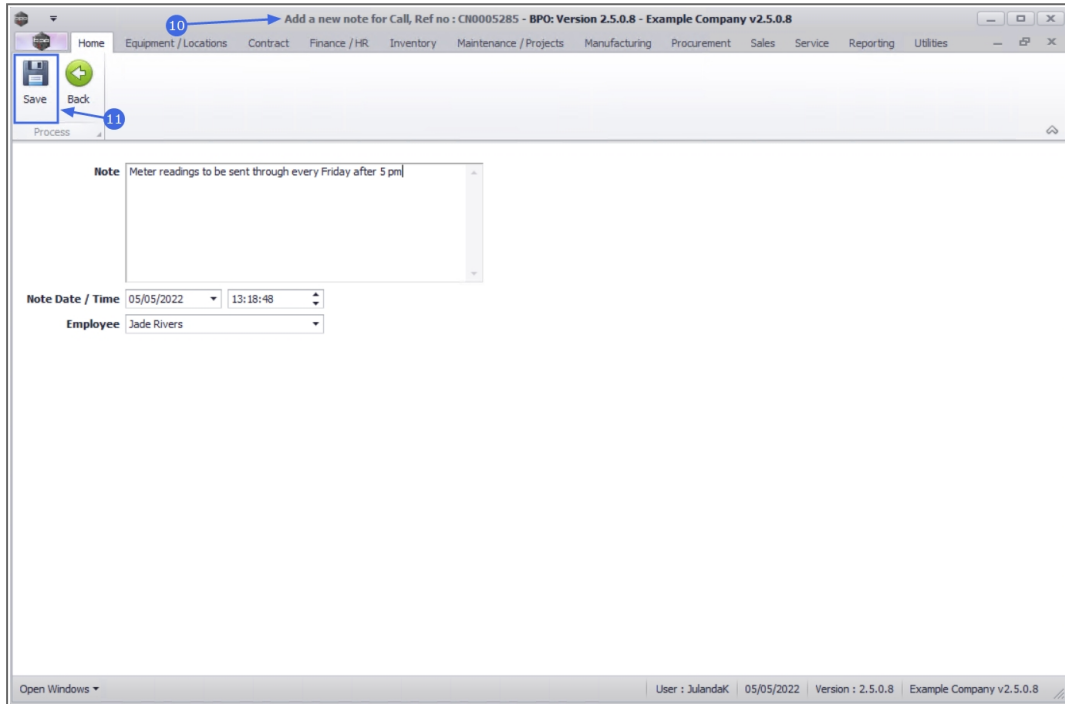 10
Add a new note for Call, Ref no : CN0005285 - BPO: Version 2.5.0.8 - Example Company v2.5.0.8
Home Equipment / Locations Contract Finance / HR Inventory Maintenance / Projects Manufacturing Procurement Sales Service Reporting Utilities
Save Back
11
Process
Note Meter readings to be sent through every Friday after 5 pm
Note Date / Time 05/05/2022 13:18:48
Employee Jade Rivers
Open Windows User : JulandaK 05/05/2022 Version : 2.5.0.8 Example Company v2.5.0.8